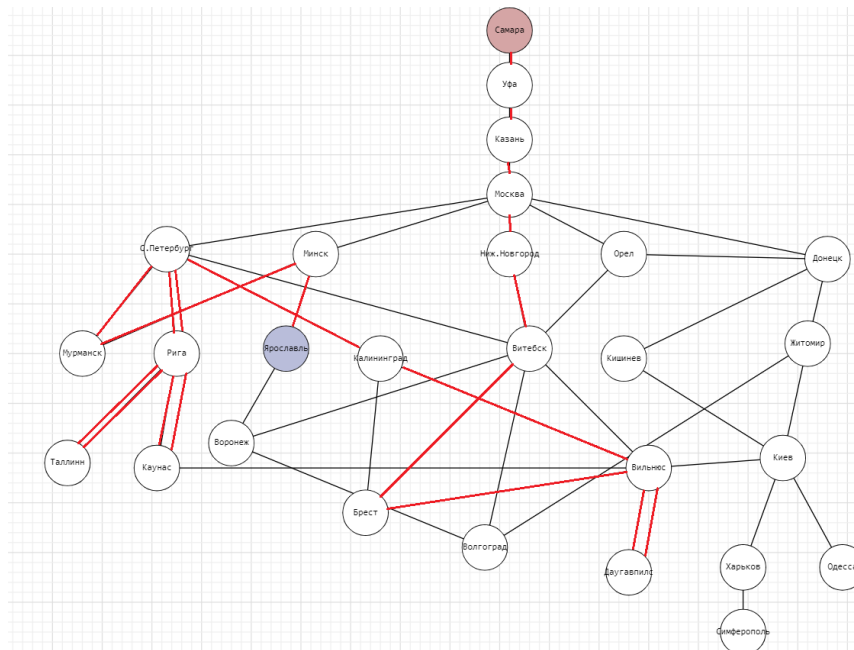 Самара
Уфа
Казань
Москва
С.Петербург
Минск
Ниж.Новгород
Орел
Донецк
Мурманск
Рига
Ярославль
Калининград
Витебск
Кишинев
Житомир
Воронеж
Таллинн
Каунас
Вильнюс
Киев
Брест
Волгоград
Даугавпилс
Харьков
Одесса
Симферополь